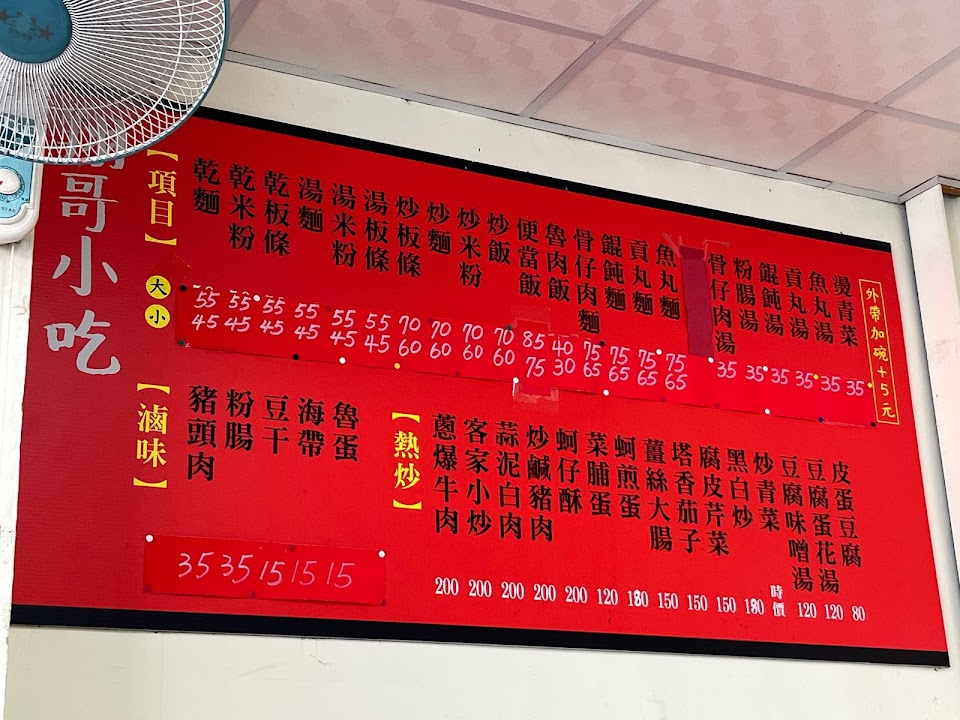 哥小吃
【項目】
大
小
乾麵
乾米粉
乾板條
湯麵
湯米粉
湯板條
炒板條
炒麵
炒米粉
炒飯
便當飯
魯肉飯
骨仔肉麵
餛飩麵
貢丸麵
魚丸麵
骨仔肉湯
粉腸湯
餛飩湯
貢丸湯
魚丸湯
燙青菜
外帶加碗+5元
55 55 55 55 55 55 70 70 70 70 85 40 75 75 75 75 35 35 35 35 35 35
45 45 45 45 45 45 60 60 60 60 75 30 65 65 65 65
【滷味】
豬頭肉
粉腸
豆干
海帶
魯蛋
35 35 15 15 15
【熱炒】
蔥爆牛肉
客家小炒
蒜泥白肉
炒鹹豬肉
蚵仔酥
菜脯蛋
蚵煎蛋
薑絲大腸
塔香茄子
腐皮芹菜
黑白炒
炒青菜
豆腐味噌湯
豆腐蛋花湯
皮蛋豆腐
200 200 200 200 200 120 150 150 150 時價 120 120 80